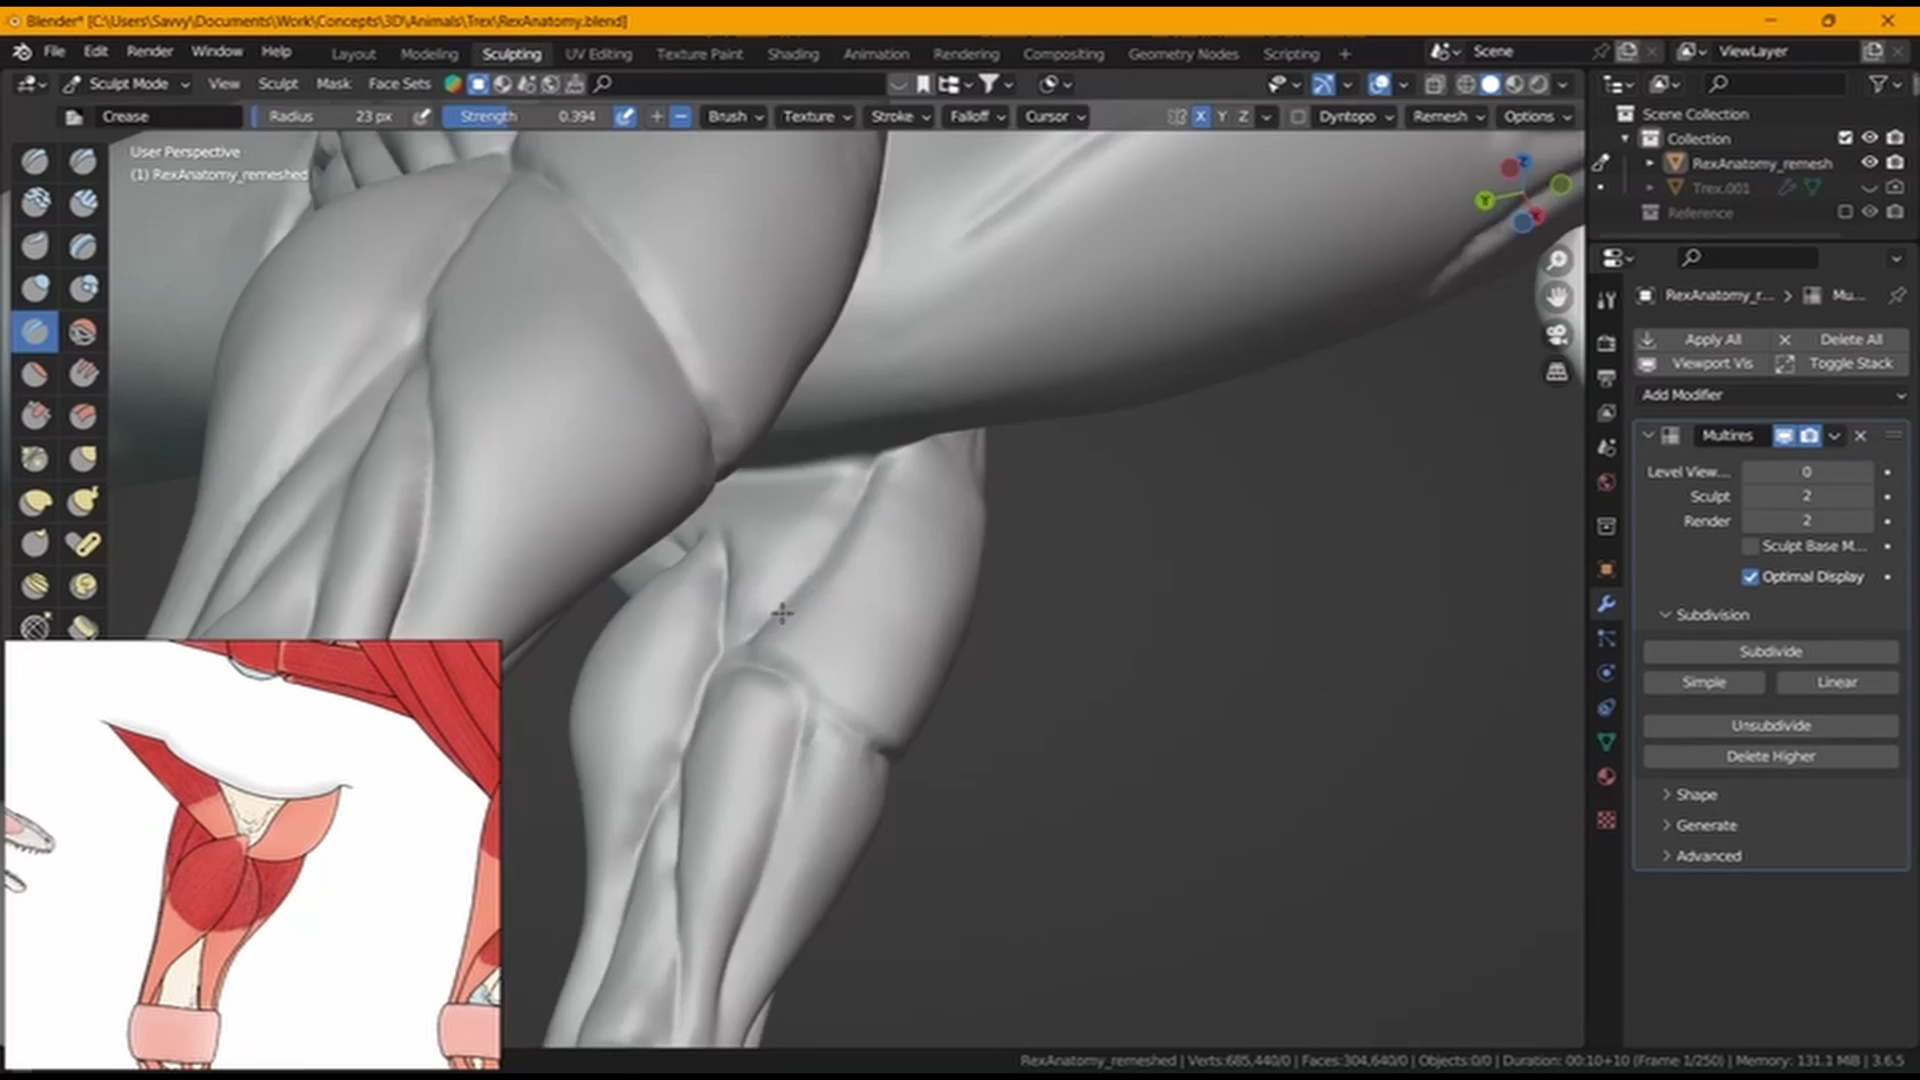 Blender* [C:\Users\Savvy\Documents\Work\Concepts\3D\Animals\Trex\RexAnatomy.blend]
File Edit Render Window Help Layout Modeling Sculpting UV Editing Texture Paint Shading Animation Rendering Compositing Geometry Nodes Scripting + Scene ViewLayer
Sculpt Mode View Sculpt Mask Face Sets
Crease Radius 23 px Strength 0.394 Brush Texture Stroke Falloff Cursor X Y Z Dyntopo Remesh Options
User Perspective
(1) RexAnatomy_remeshed
Z
Y
X
Scene Collection
Collection
RexAnatomy_remesh
Trex.001
Reference
RexAnatomy_r... > Mu...
Apply All Delete All
Viewport Vis Toggle Stack
Add Modifier
Multires
Level View... 0
Sculpt 2
Render 2
Sculpt Base M...
Optimal Display
Subdivision
Subdivide
Simple Linear
Unsubdivide
Delete Higher
Shape
Generate
Advanced
RexAnatomy_remeshed | Verts:685,440/0 | Faces:304,640/0 | Objects:0/0 | Duration: 00:10+10 (Frame 1/250) | Memory: 131.1 MiB | 3.6.5